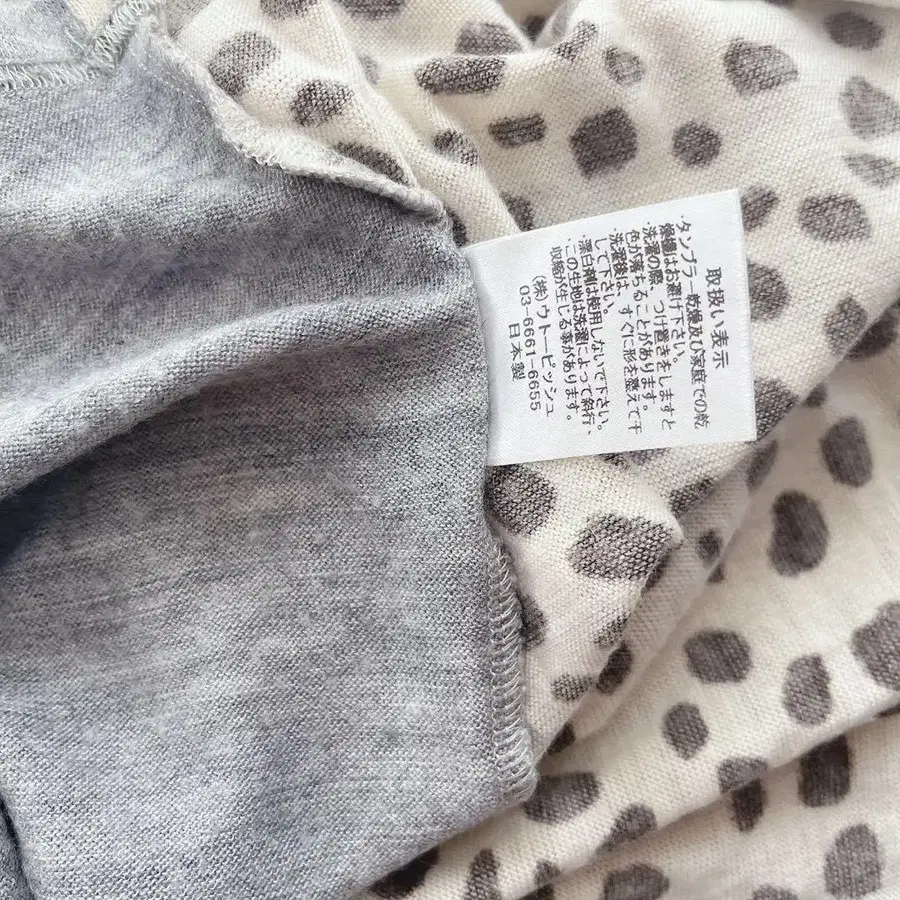 取扱い表示
・タンブラー乾燥及び家庭での乾
燥機はお避け下さい。
・洗濯の際、つけ置きをしますと
色が落ちることがあります。
・洗濯後は、すぐに形を整えて干
して下さい。
・漂白剤は使用しないで下さい。
・この生地は洗濯によって斜行、
収縮が生じる事があります。
(株)ウトーピッシュ
03-6661-6655
日本製